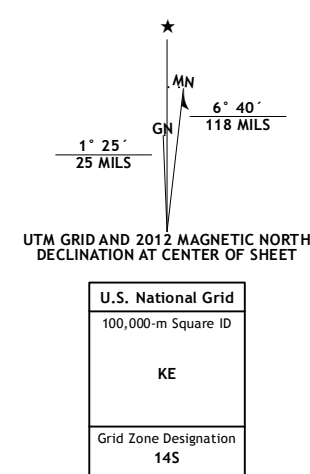 ★
MN
6° 40´
118 MILS
GN
1° 25´
25 MILS
UTM GRID AND 2012 MAGNETIC NORTH
DECLINATION AT CENTER OF SHEET
U.S. National Grid
100,000-m Square ID
KE
Grid Zone Designation
14S